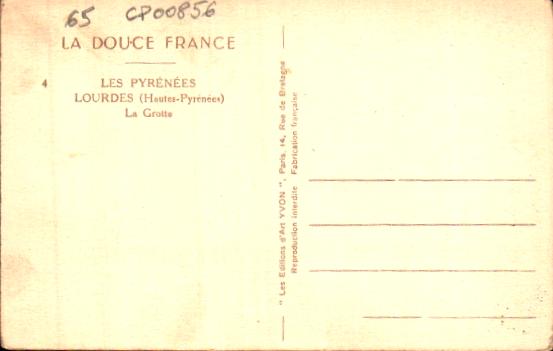 65 CP00856
LA DOUCE FRANCE
4 LES PYRÉNÉES
LOURDES (Hautes-Pyrénées)
La Grotte
"Les Editions d'Art YVON", Paris, 14, Rue de Bretagne
Reproduction interdite Fabrication française